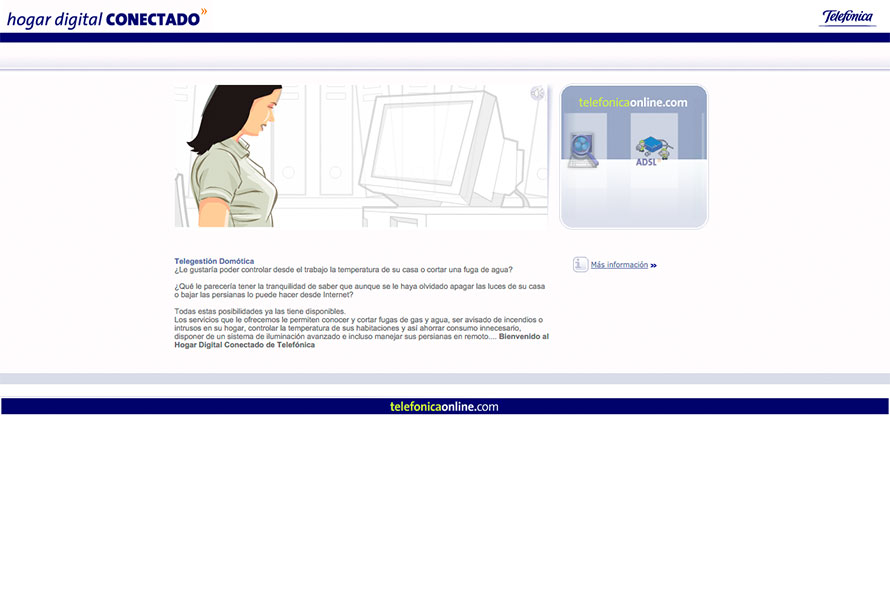 hogar digital CONECTADO»
Telefónica
telefonicaonline.com
ADSL
Telegestión Domótica
¿Le gustaría poder controlar desde el trabajo la temperatura de su casa o cortar una fuga de agua?
¿Qué le parecería tener la tranquilidad de saber que aunque se le haya olvidado apagar las luces de su casa
o bajar las persianas lo puede hacer desde Internet?
Todas estas posibilidades ya las tiene disponibles.
Los servicios que le ofrecemos le permiten conocer y cortar fugas de gas y agua, ser avisado de incendios o
intrusos en su hogar, controlar la temperatura de sus habitaciones y así ahorrar consumo innecesario,
disponer de un sistema de iluminación avanzado e incluso manejar sus persianas en remoto.... Bienvenido al
Hogar Digital Conectado de Telefónica
Más información »
telefonicaonline.com